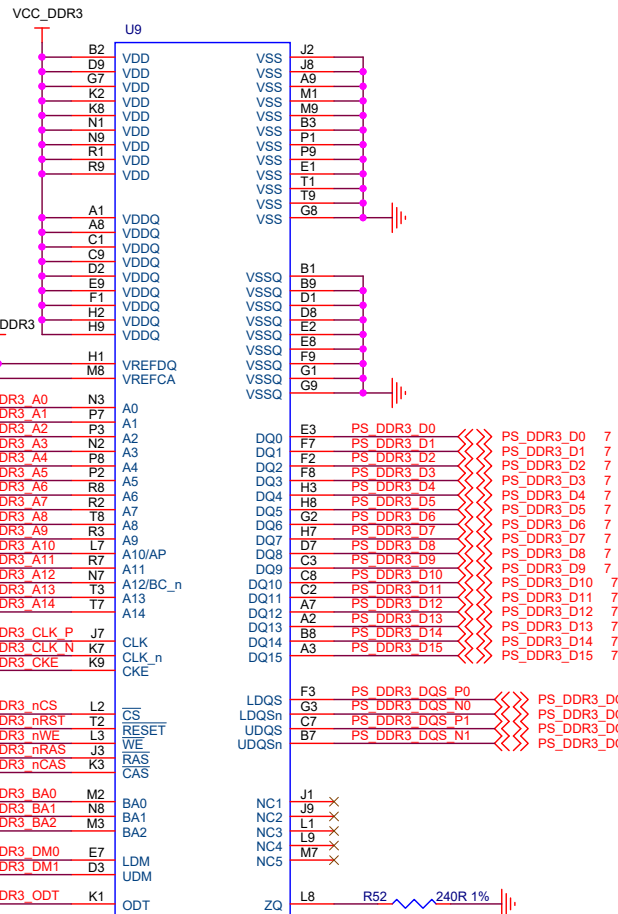 VCC_DDR3
U9
B2 VDD VSS J2
D9 VDD VSS J8
G7 VDD VSS A9
K2 VDD VSS M1
K8 VDD VSS M9
N1 VDD VSS B3
N9 VDD VSS P1
R1 VDD VSS P9
R9 VDD VSS E1
VSS T1
VSS T9
A1 VDDQ VSS G8
A8 VDDQ
C1 VDDQ
C9 VDDQ
D2 VDDQ VSSQ B1
E9 VDDQ VSSQ B9
F1 VDDQ VSSQ D1
H2 VDDQ VSSQ D8
DDR3 H9 VDDQ VSSQ E2
VSSQ E8
H1 VREFDQ VSSQ F9
M8 VREFCA VSSQ G1
VSSQ G9
DR3_A0 N3 A0
DR3_A1 P7 A1
DR3_A2 P3 A2 DQ0 E3 PS_DDR3_D0 PS_DDR3_D0 7
DR3_A3 N2 A3 DQ1 F7 PS_DDR3_D1 PS_DDR3_D1 7
DR3_A4 P8 A4 DQ2 F2 PS_DDR3_D2 PS_DDR3_D2 7
DR3_A5 P2 A5 DQ3 F8 PS_DDR3_D3 PS_DDR3_D3 7
DR3_A6 R8 A6 DQ4 H3 PS_DDR3_D4 PS_DDR3_D4 7
DR3_A7 R2 A7 DQ5 H8 PS_DDR3_D5 PS_DDR3_D5 7
DR3_A8 T8 A8 DQ6 G2 PS_DDR3_D6 PS_DDR3_D6 7
DR3_A9 R3 A9 DQ7 H7 PS_DDR3_D7 PS_DDR3_D7 7
DR3_A10 L7 A10/AP DQ8 D7 PS_DDR3_D8 PS_DDR3_D8 7
DR3_A11 R7 A11 DQ9 C3 PS_DDR3_D9 PS_DDR3_D9 7
DR3_A12 N7 A12/BC_n DQ10 C8 PS_DDR3_D10 PS_DDR3_D10 7
DR3_A13 T3 A13 DQ11 C2 PS_DDR3_D11 PS_DDR3_D11 7
DR3_A14 T7 A14 DQ12 A7 PS_DDR3_D12 PS_DDR3_D12 7
DQ13 A2 PS_DDR3_D13 PS_DDR3_D13 7
DR3_CLK_P J7 CLK DQ14 B8 PS_DDR3_D14 PS_DDR3_D14 7
DR3_CLK_N K7 CLK_n DQ15 A3 PS_DDR3_D15 PS_DDR3_D15 7
DR3_CKE K9 CKE
LDQS F3 PS_DDR3_DQS_P0 PS_DDR3_DQ
DR3_nCS L2 CS LDQSn G3 PS_DDR3_DQS_N0 PS_DDR3_DQ
DR3_nRST T2 RESET UDQS C7 PS_DDR3_DQS_P1 PS_DDR3_DQ
DR3_nWE L3 WE UDQSn B7 PS_DDR3_DQS_N1 PS_DDR3_DQ
DR3_nRAS J3 RAS
DR3_nCAS K3 CAS
DR3_BA0 M2 BA0 NC1 J1
DR3_BA1 N8 BA1 NC2 J9
DR3_BA2 M3 BA2 NC3 L1
NC4 L9
DR3_DM0 E7 LDM NC5 M7
DR3_DM1 D3 UDM
DR3_ODT K1 ODT ZQ L8 R52 240R 1%